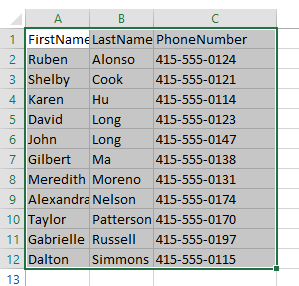 A B C
1 FirstName LastName PhoneNumber
2 Ruben Alonso 415-555-0124
3 Shelby Cook 415-555-0121
4 Karen Hu 415-555-0114
5 David Long 415-555-0123
6 John Long 415-555-0147
7 Gilbert Ma 415-555-0138
8 Meredith Moreno 415-555-0131
9 Alexandra Nelson 415-555-0174
10 Taylor Patterson 415-555-0170
11 Gabrielle Russell 415-555-0197
12 Dalton Simmons 415-555-0115
13